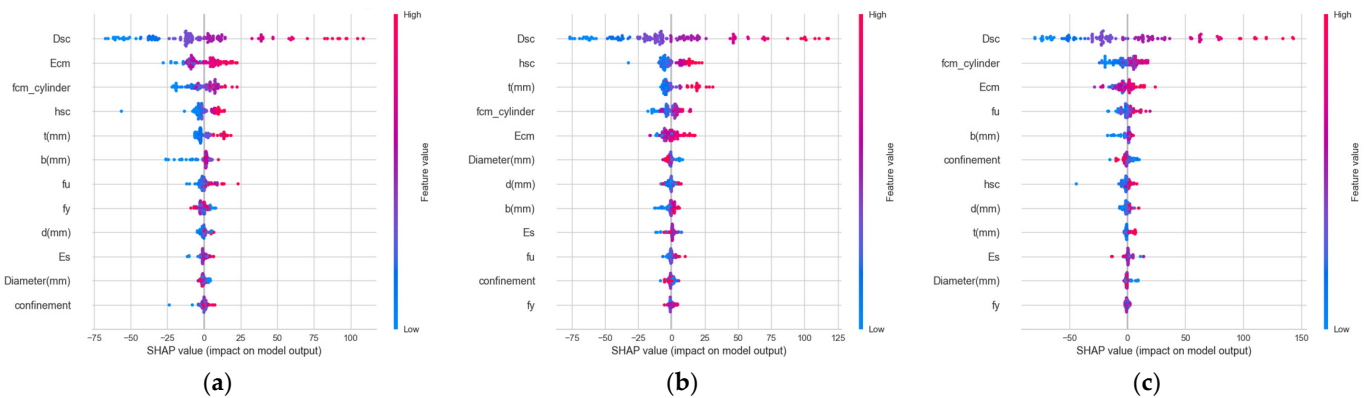 Dsc
Ecm
fcm_cylinder
hsc
t(mm)
b(mm)
fu
fy
d(mm)
Es
Diameter(mm)
confinement
−75 −50 −25 0 25 50 75 100
SHAP value (impact on model output)
High
Feature value
Low
(a)
Dsc
hsc
t(mm)
fcm_cylinder
Ecm
Diameter(mm)
d(mm)
b(mm)
Es
fu
confinement
fy
−75 −50 −25 0 25 50 75 100 125
SHAP value (impact on model output)
High
Feature value
Low
(b)
Dsc
fcm_cylinder
Ecm
fu
b(mm)
confinement
hsc
d(mm)
t(mm)
Es
Diameter(mm)
fy
−50 0 50 100 150
SHAP value (impact on model output)
High
Feature value
Low
(c)